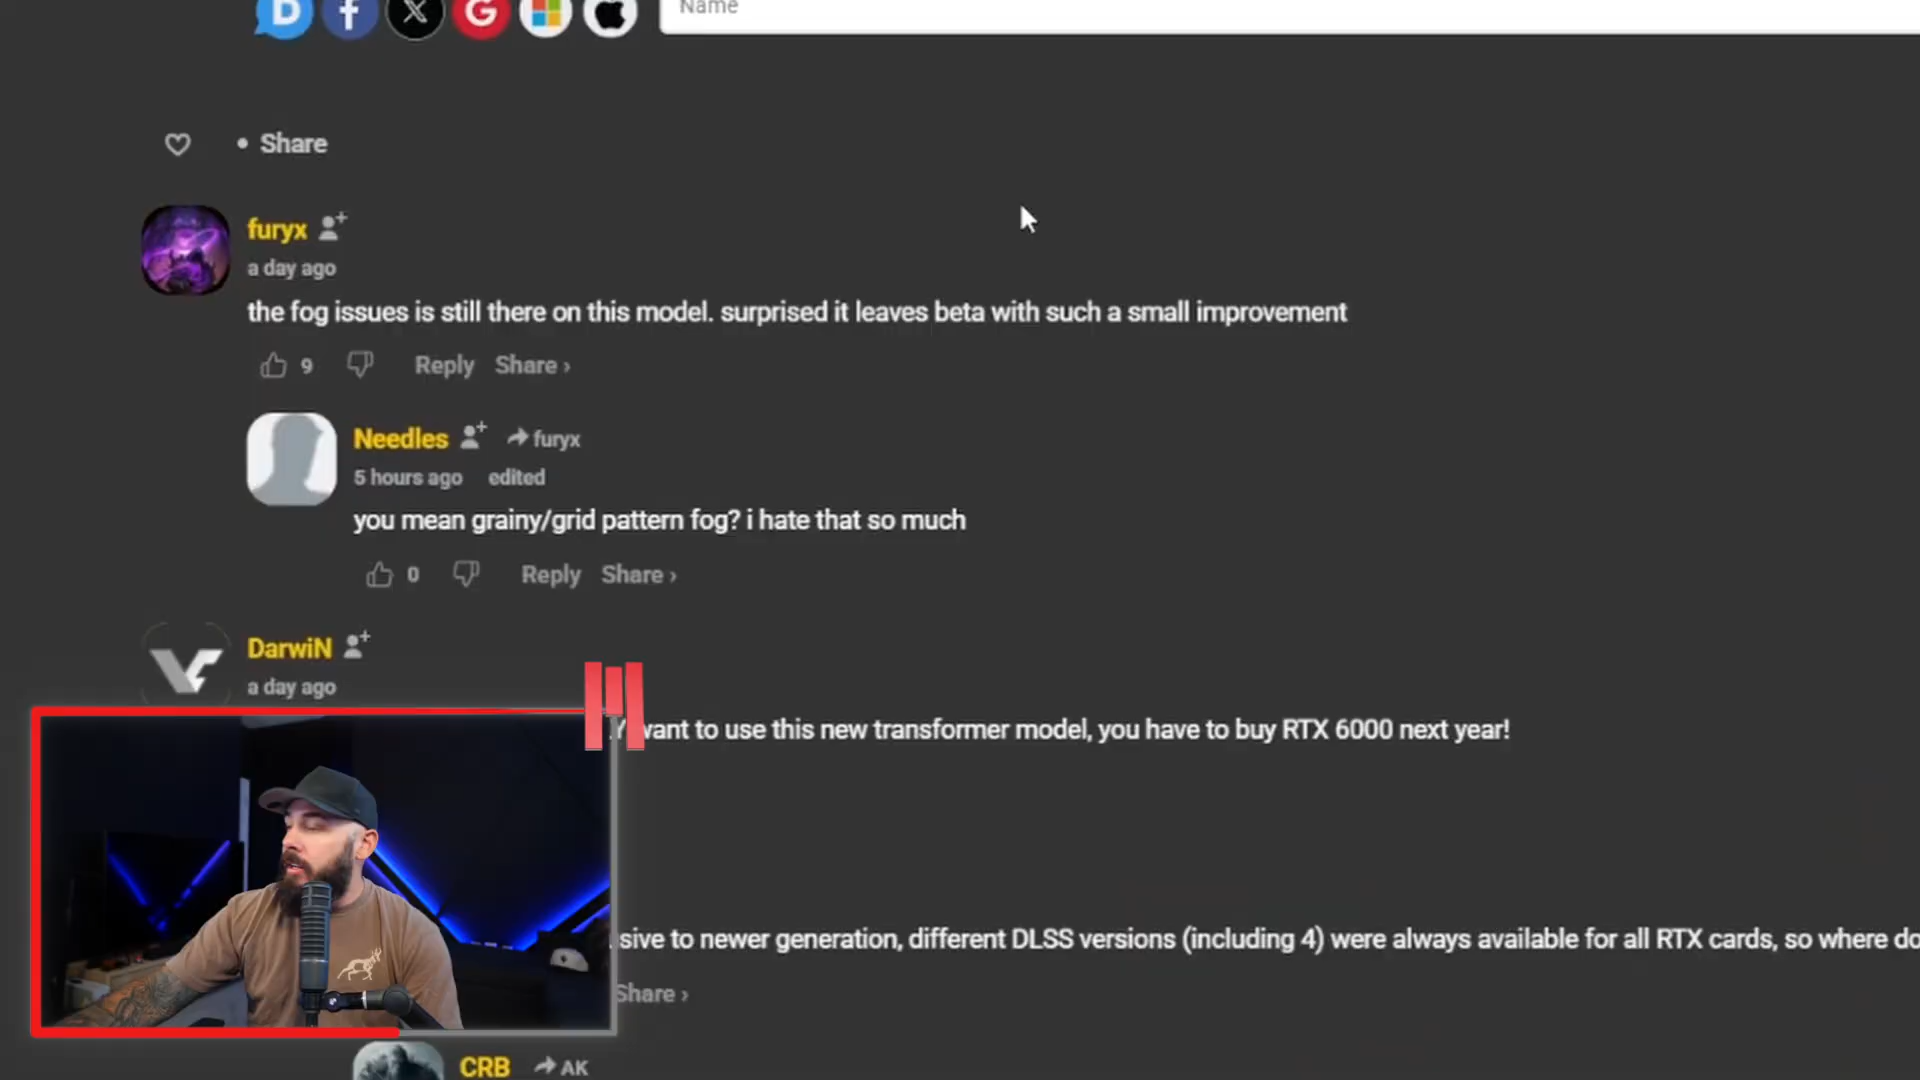 Name
Share
furyx
a day ago
the fog issues is still there on this model. surprised it leaves beta with such a small improvement
9 Reply Share ›
Needles furyx
5 hours ago edited
you mean grainy/grid pattern fog? i hate that so much
0 Reply Share ›
DarwiN
a day ago
want to use this new transformer model, you have to buy RTX 6000 next year!
sive to newer generation, different DLSS versions (including 4) were always available for all RTX cards, so where do
Share ›
CRB AK